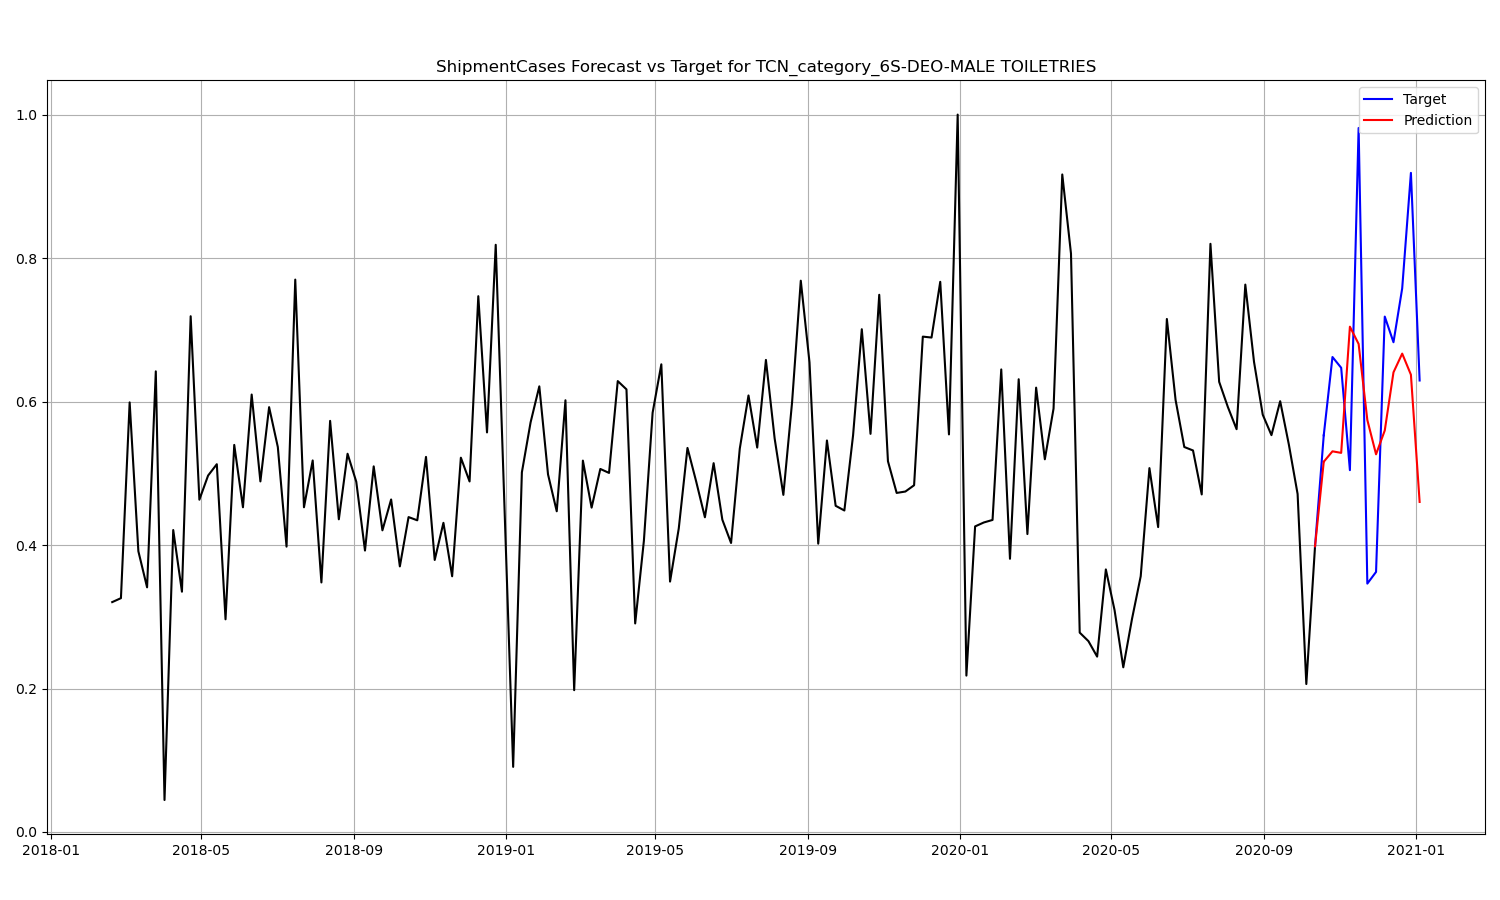 ShipmentCases Forecast vs Target for TCN_category_6S-DEO-MALE TOILETRIES
Target
Prediction
1.0
0.8
0.6
0.4
0.2
0.0
2018-01 2018-05 2018-09 2019-01 2019-05 2019-09 2020-01 2020-05 2020-09 2021-01